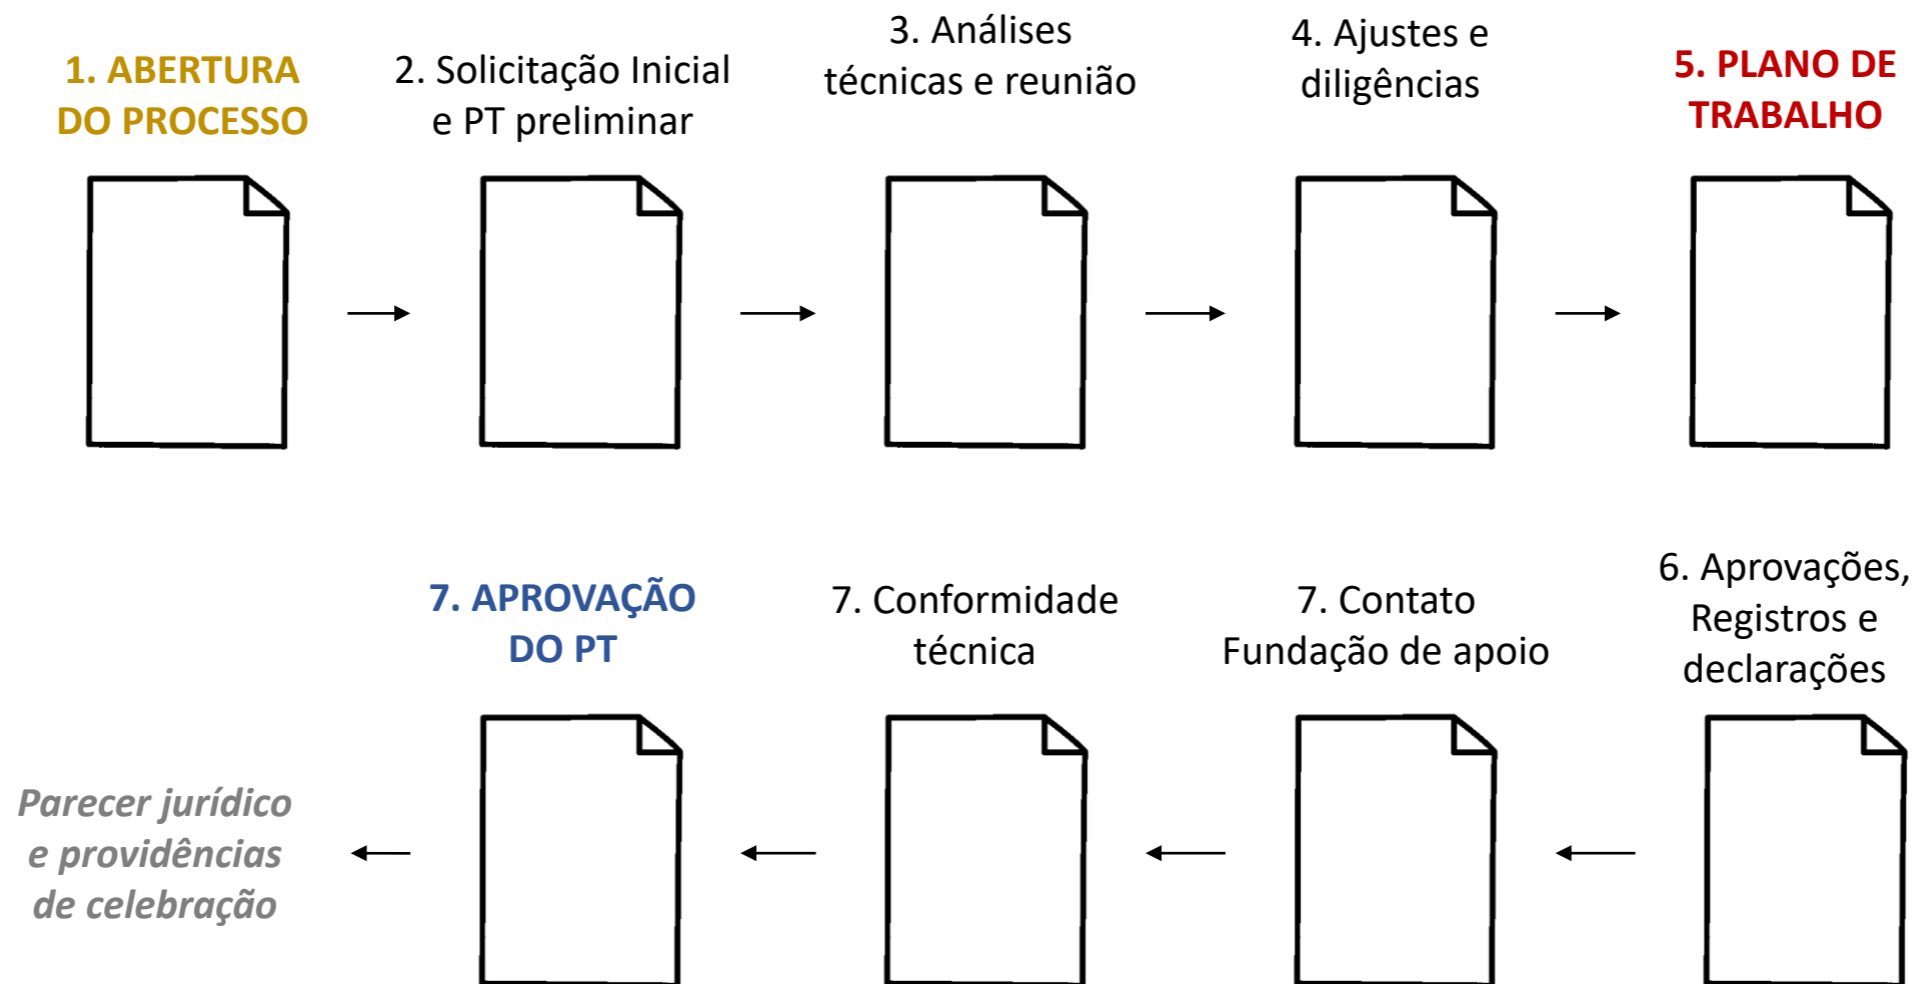 1. ABERTURA
DO PROCESSO
2. Solicitação Inicial
e PT preliminar
3. Análises
técnicas e reunião
4. Ajustes e
diligências
5. PLANO DE
TRABALHO
6. Aprovações,
Registros e
declarações
7. Contato
Fundação de apoio
7. Conformidade
técnica
7. APROVAÇÃO
DO PT
Parecer jurídico
e providências
de celebração